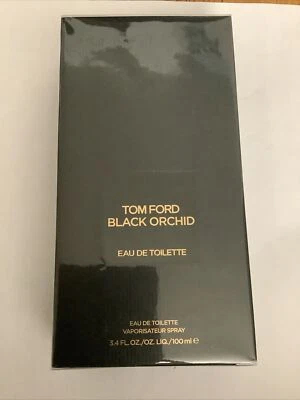 TOM FORD
BLACK ORCHID
EAU DE TOILETTE
EAU DE TOILETTE
VAPORISATEUR SPRAY
3.4 FL.OZ./OZ. LIQ./100 ml ℮